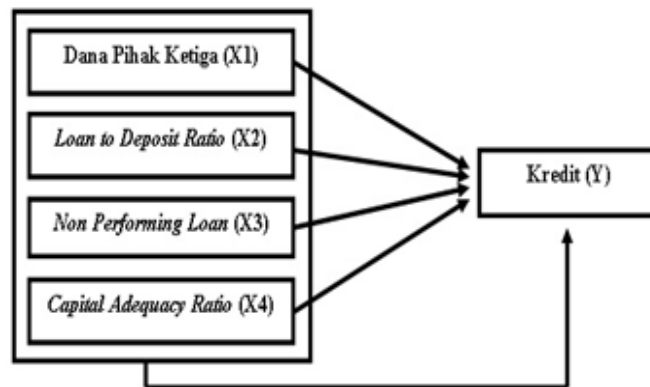 Dana Pihak Ketiga (X1)
Loan to Deposit Ratio (X2)
Non Performing Loan (X3)
Capital Adequacy Ratio (X4)
Kredit (Y)